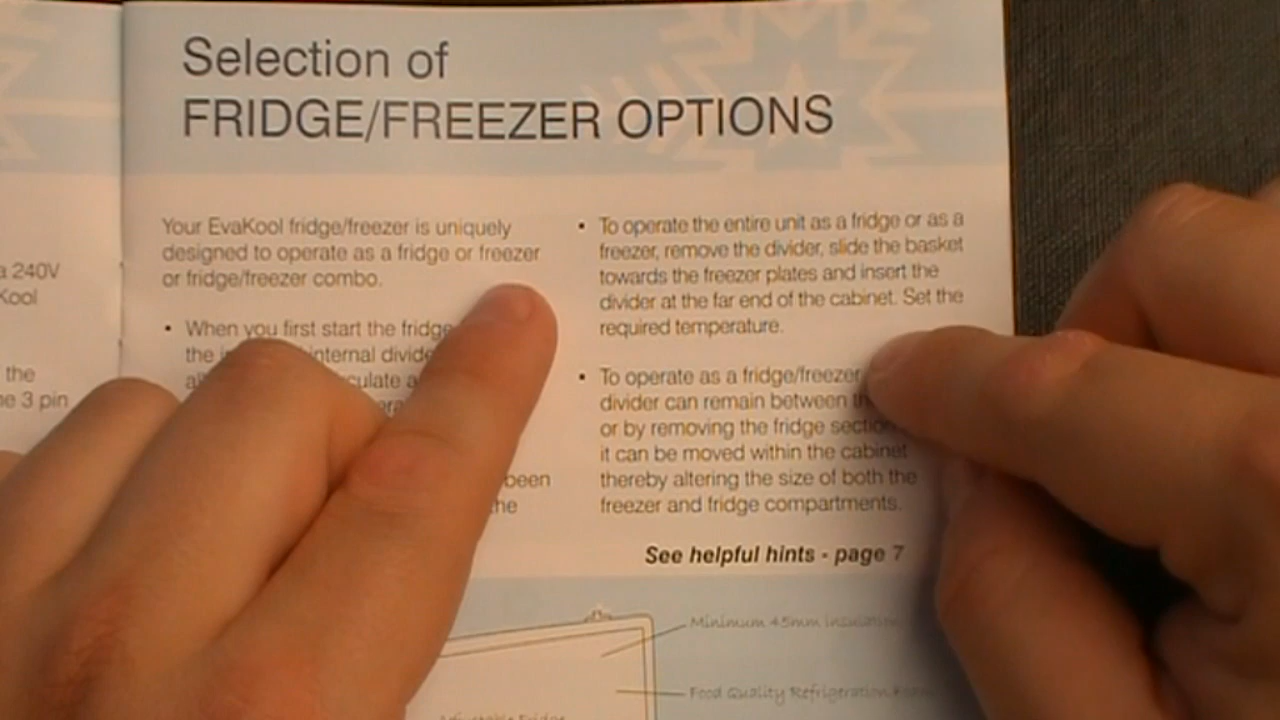 Selection of
FRIDGE/FREEZER OPTIONS
a 240V
Kool
the
3 pin
Your EvaKool fridge/freezer is uniquely
designed to operate as a fridge or freezer
or fridge/freezer combo.
• When you first start the fridge
the internal
been
• To operate the entire unit as a fridge or as a
freezer, remove the divider, slide the basket
towards the freezer plates and insert the
divider at the far end of the cabinet. Set the
required temperature.
• To operate as a fridge/freezer
divider can remain between
or by removing the fridge section
it can be moved within the cabinet
thereby altering the size of both the
freezer and fridge compartments.
See helpful hints - page 7
Minimum 45mm insulation
Food Quality Refrigeration
Adjustable Fridge